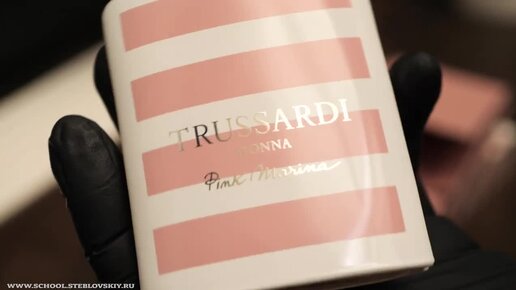 TRUSSARDI
DONNA
Pink Marina
WWW.SCHOOL.STEBLOVSKIY.RU